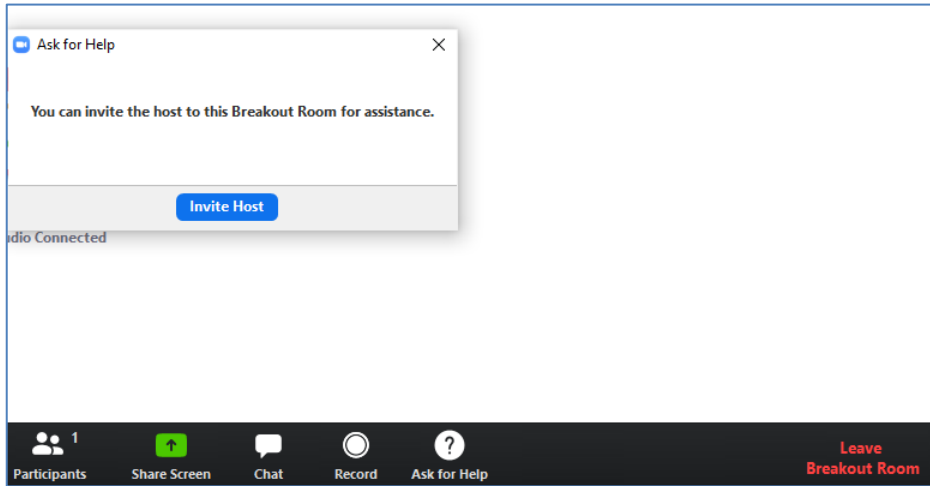 Ask for Help
You can invite the host to this Breakout Room for assistance.
Invite Host
dio Connected
1
Participants
Share Screen
Chat
Record
? Ask for Help
Leave
Breakout Room